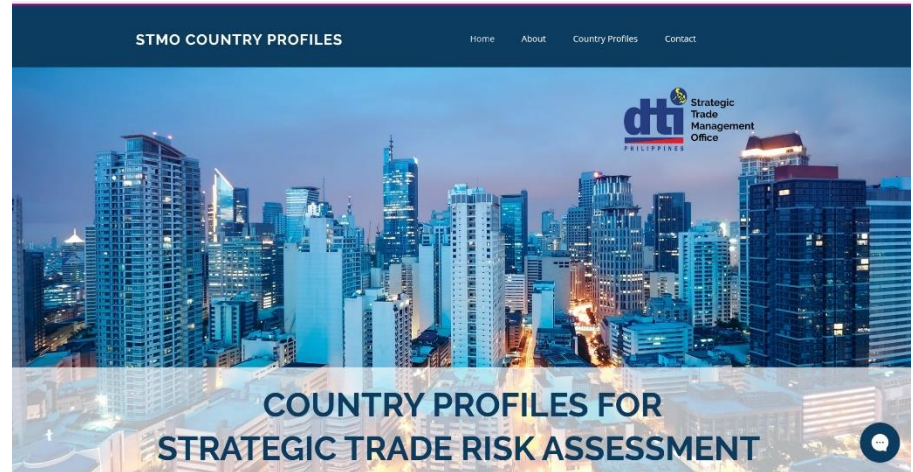 STMO COUNTRY PROFILES
Home About Country Profiles Contact
dti
PHILIPPINES
Strategic
Trade
Management
Office
COUNTRY PROFILES FOR
STRATEGIC TRADE RISK ASSESSMENT